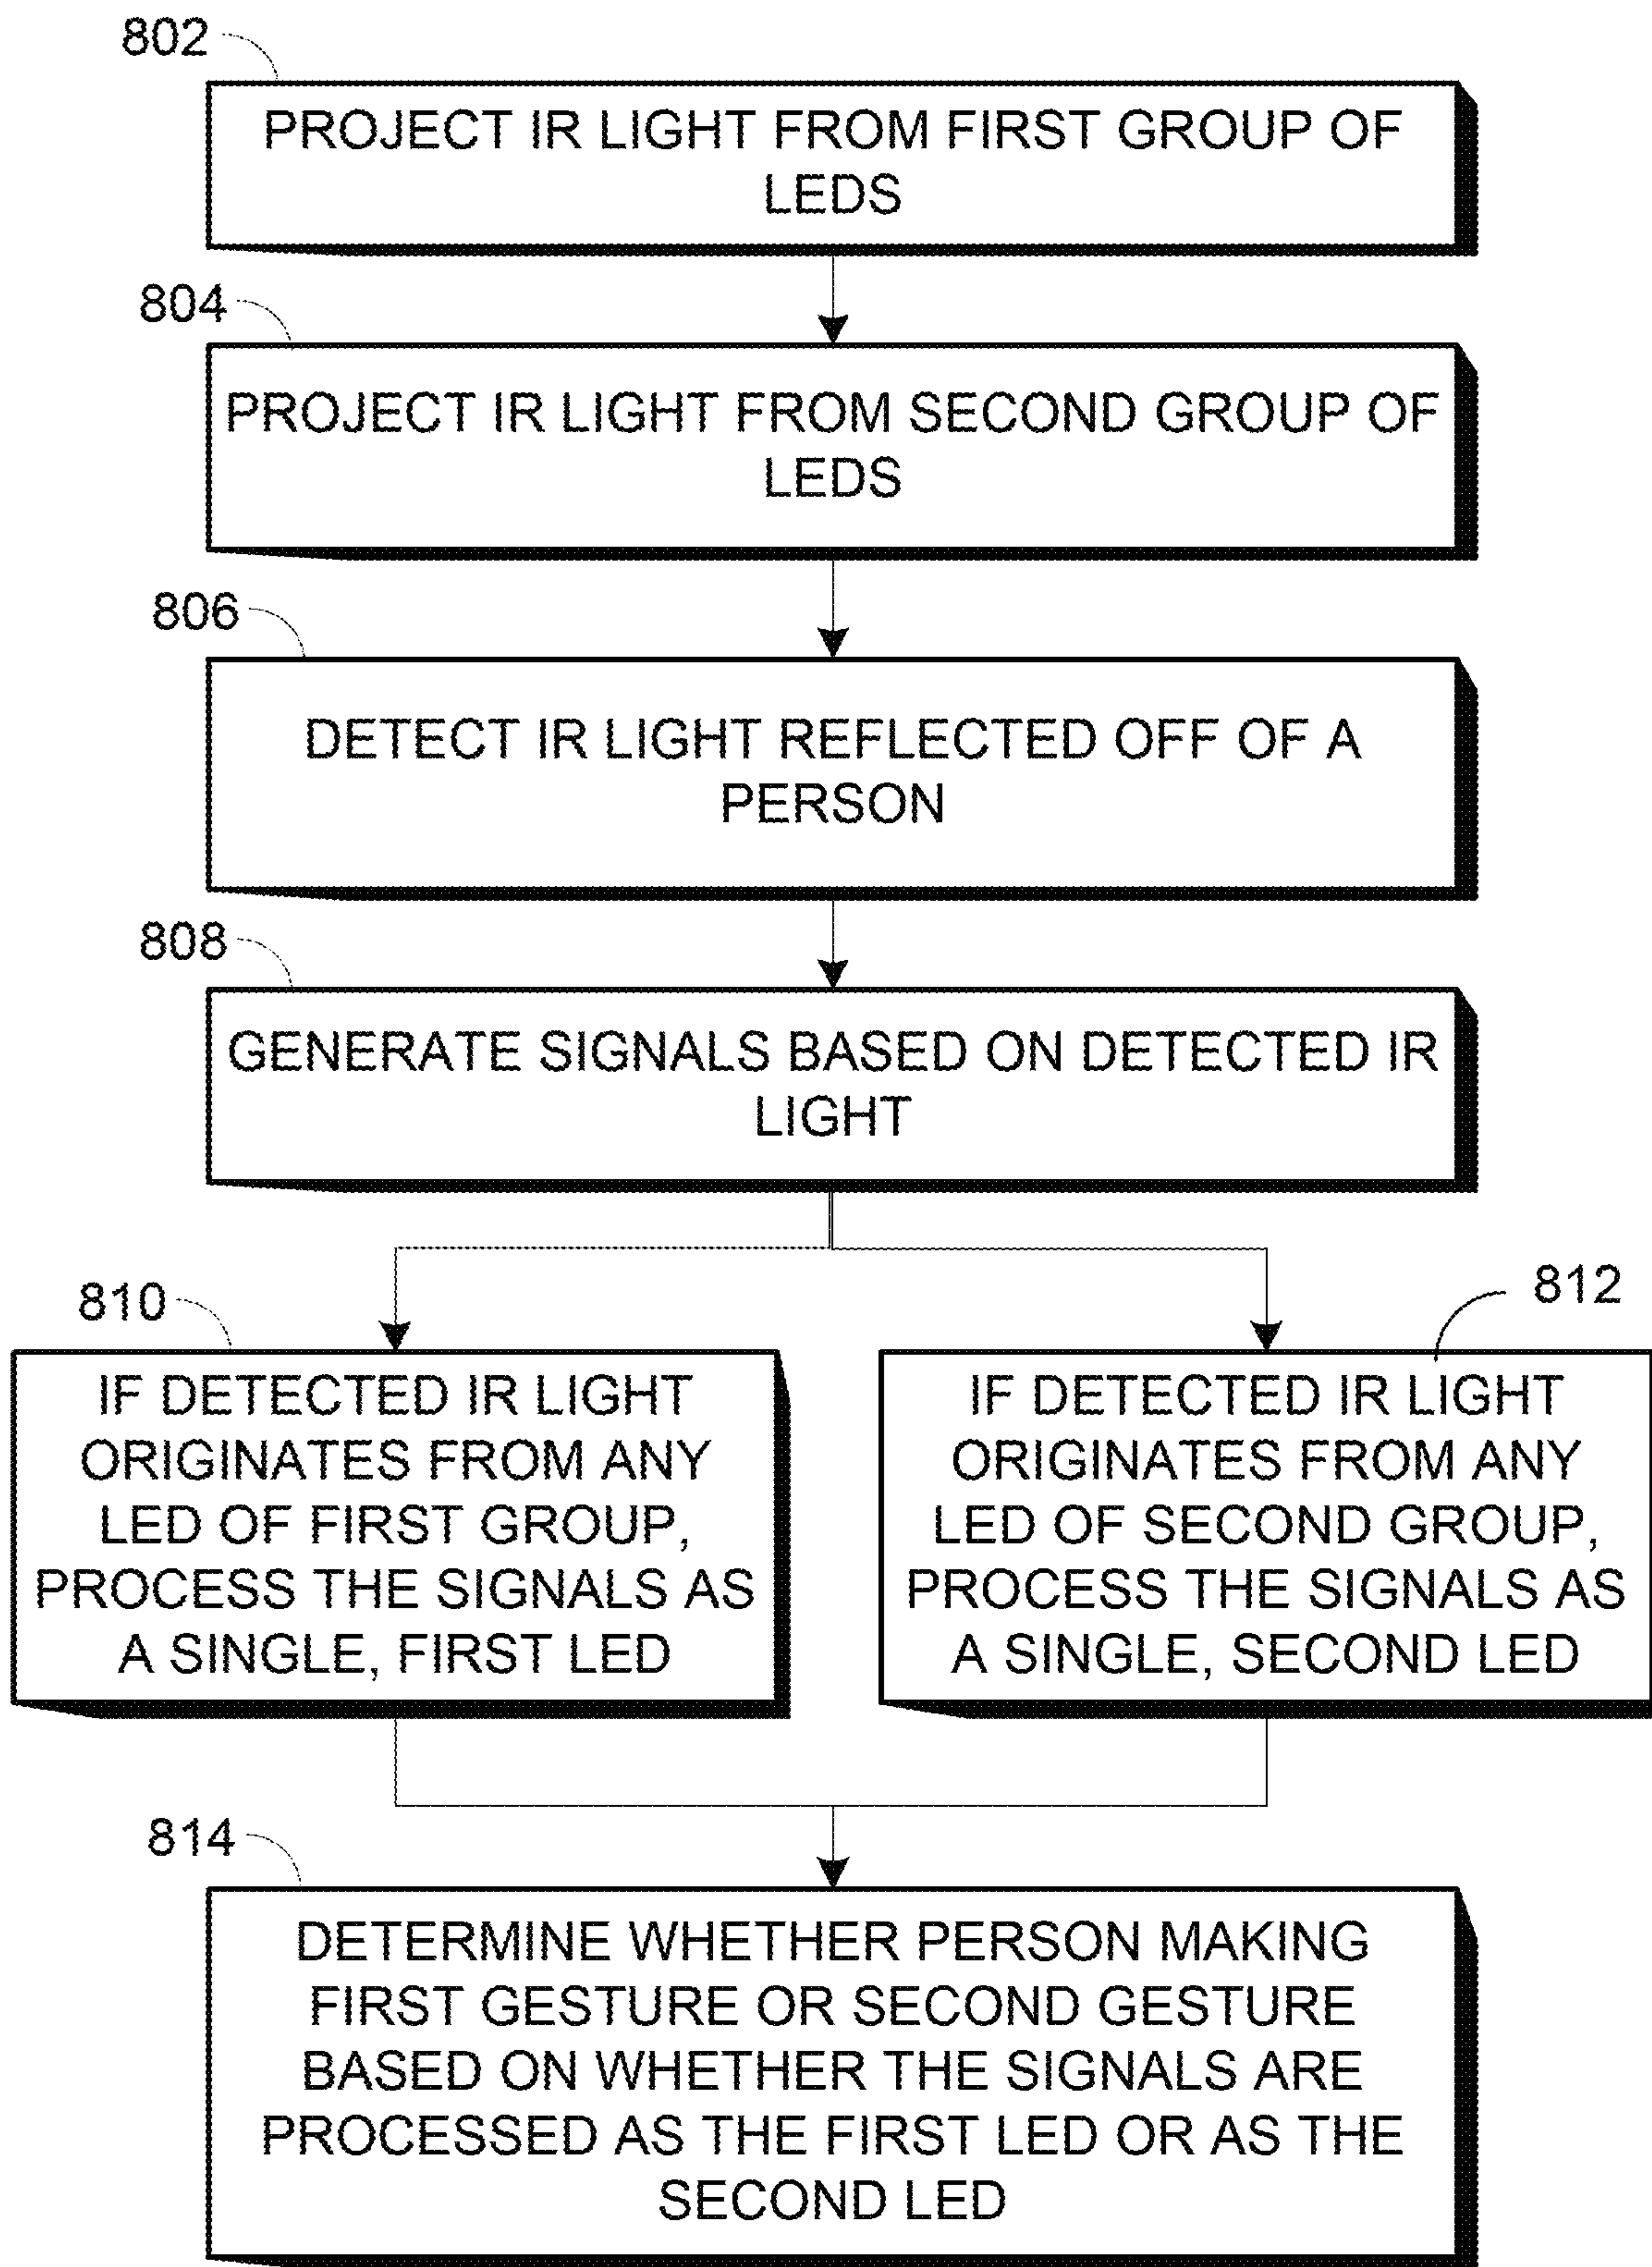 802
PROJECT IR LIGHT FROM FIRST GROUP OF
LEDS
804
PROJECT IR LIGHT FROM SECOND GROUP OF
LEDS
806
DETECT IR LIGHT REFLECTED OFF OF A
PERSON
808
GENERATE SIGNALS BASED ON DETECTED IR
LIGHT
810
IF DETECTED IR LIGHT
ORIGINATES FROM ANY
LED OF FIRST GROUP,
PROCESS THE SIGNALS AS
A SINGLE, FIRST LED
812
IF DETECTED IR LIGHT
ORIGINATES FROM ANY
LED OF SECOND GROUP,
PROCESS THE SIGNALS AS
A SINGLE, SECOND LED
814
DETERMINE WHETHER PERSON MAKING
FIRST GESTURE OR SECOND GESTURE
BASED ON WHETHER THE SIGNALS ARE
PROCESSED AS THE FIRST LED OR AS THE
SECOND LED